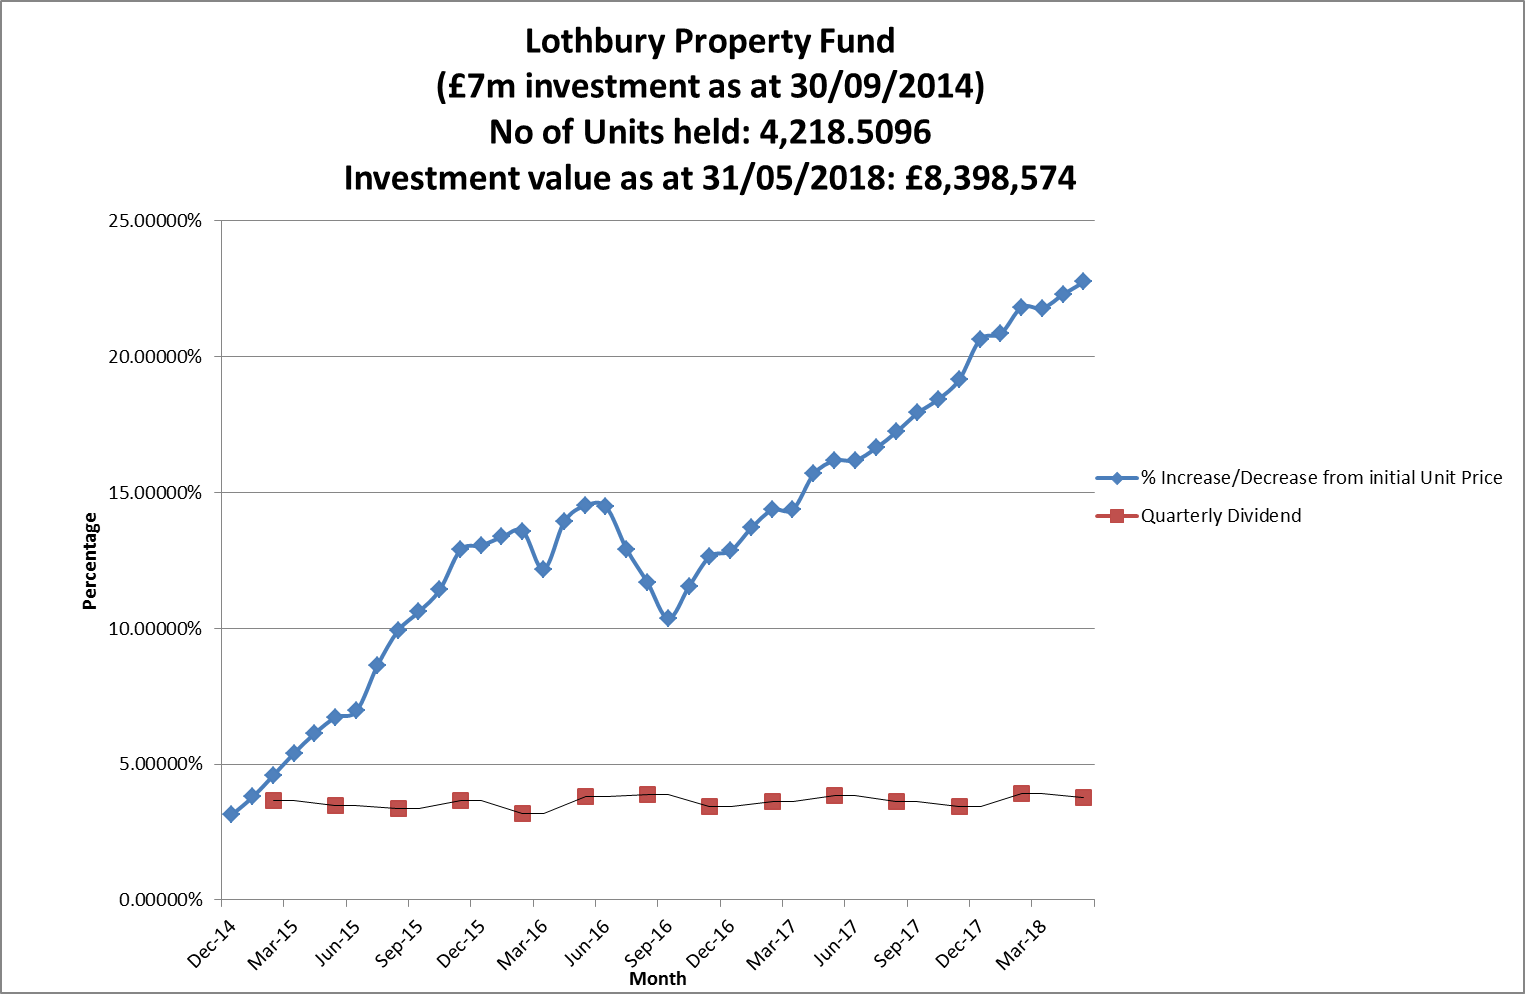 Lothbury Property Fund
(£7m investment as at 30/09/2014)
No of Units held: 4,218.5096
Investment value as at 31/05/2018: £8,398,574
25.00000%
20.00000%
15.00000%
10.00000%
5.00000%
0.00000%
Percentage
Dec-14
Mar-15
Jun-15
Sep-15
Dec-15
Mar-16
Jun-16
Sep-16
Dec-16
Mar-17
Jun-17
Sep-17
Dec-17
Mar-18
Month
% Increase/Decrease from initial Unit Price
Quarterly Dividend